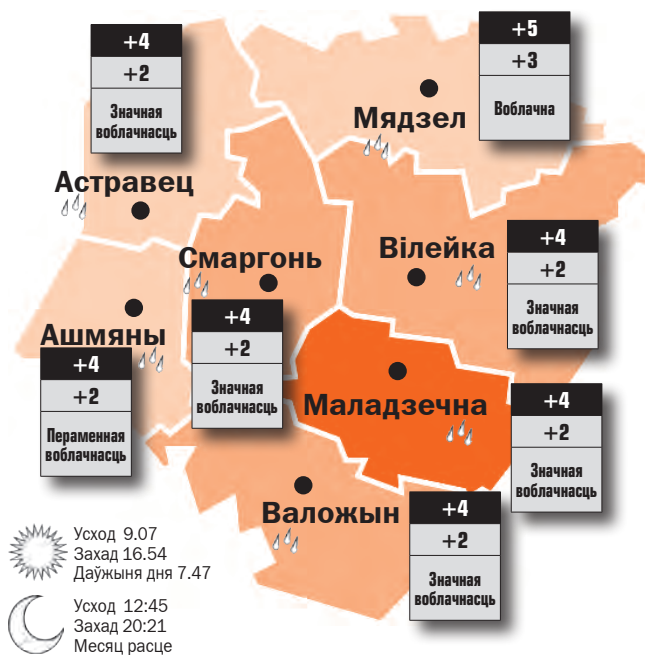 +4
+2
Значная
воблачнасць
Астравец
+5
+3
Воблачна
Мядзел
Смаргонь
+4
+2
Значная
воблачнасць
Вілейка
+4
+2
Значная
воблачнасць
Ашмяны
+4
+2
Пераменная
воблачнасць
Маладзечна
+4
+2
Значная
воблачнасць
Валожын
+4
+2
Значная
воблачнасць
Усход 9.07
Захад 16.54
Даўжыня дня 7.47
Усход 12:45
Захад 20:21
Месяц расце